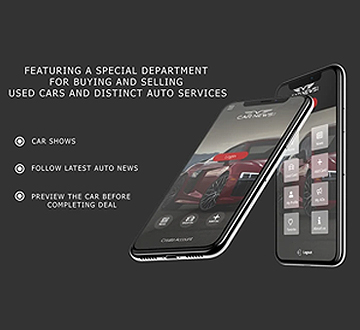 FEATURING A SPECIAL DEPARTMENT
FOR BUYING AND SELLING
USED CARS AND DISTINCT AUTO SERVICES
CAR SHOWS
FOLLOW LATEST AUTO NEWS
PREVIEW THE CAR BEFORE
COMPLETING DEAL
CAR NEWS
Login
Create Account
CAR NEWS
Logout